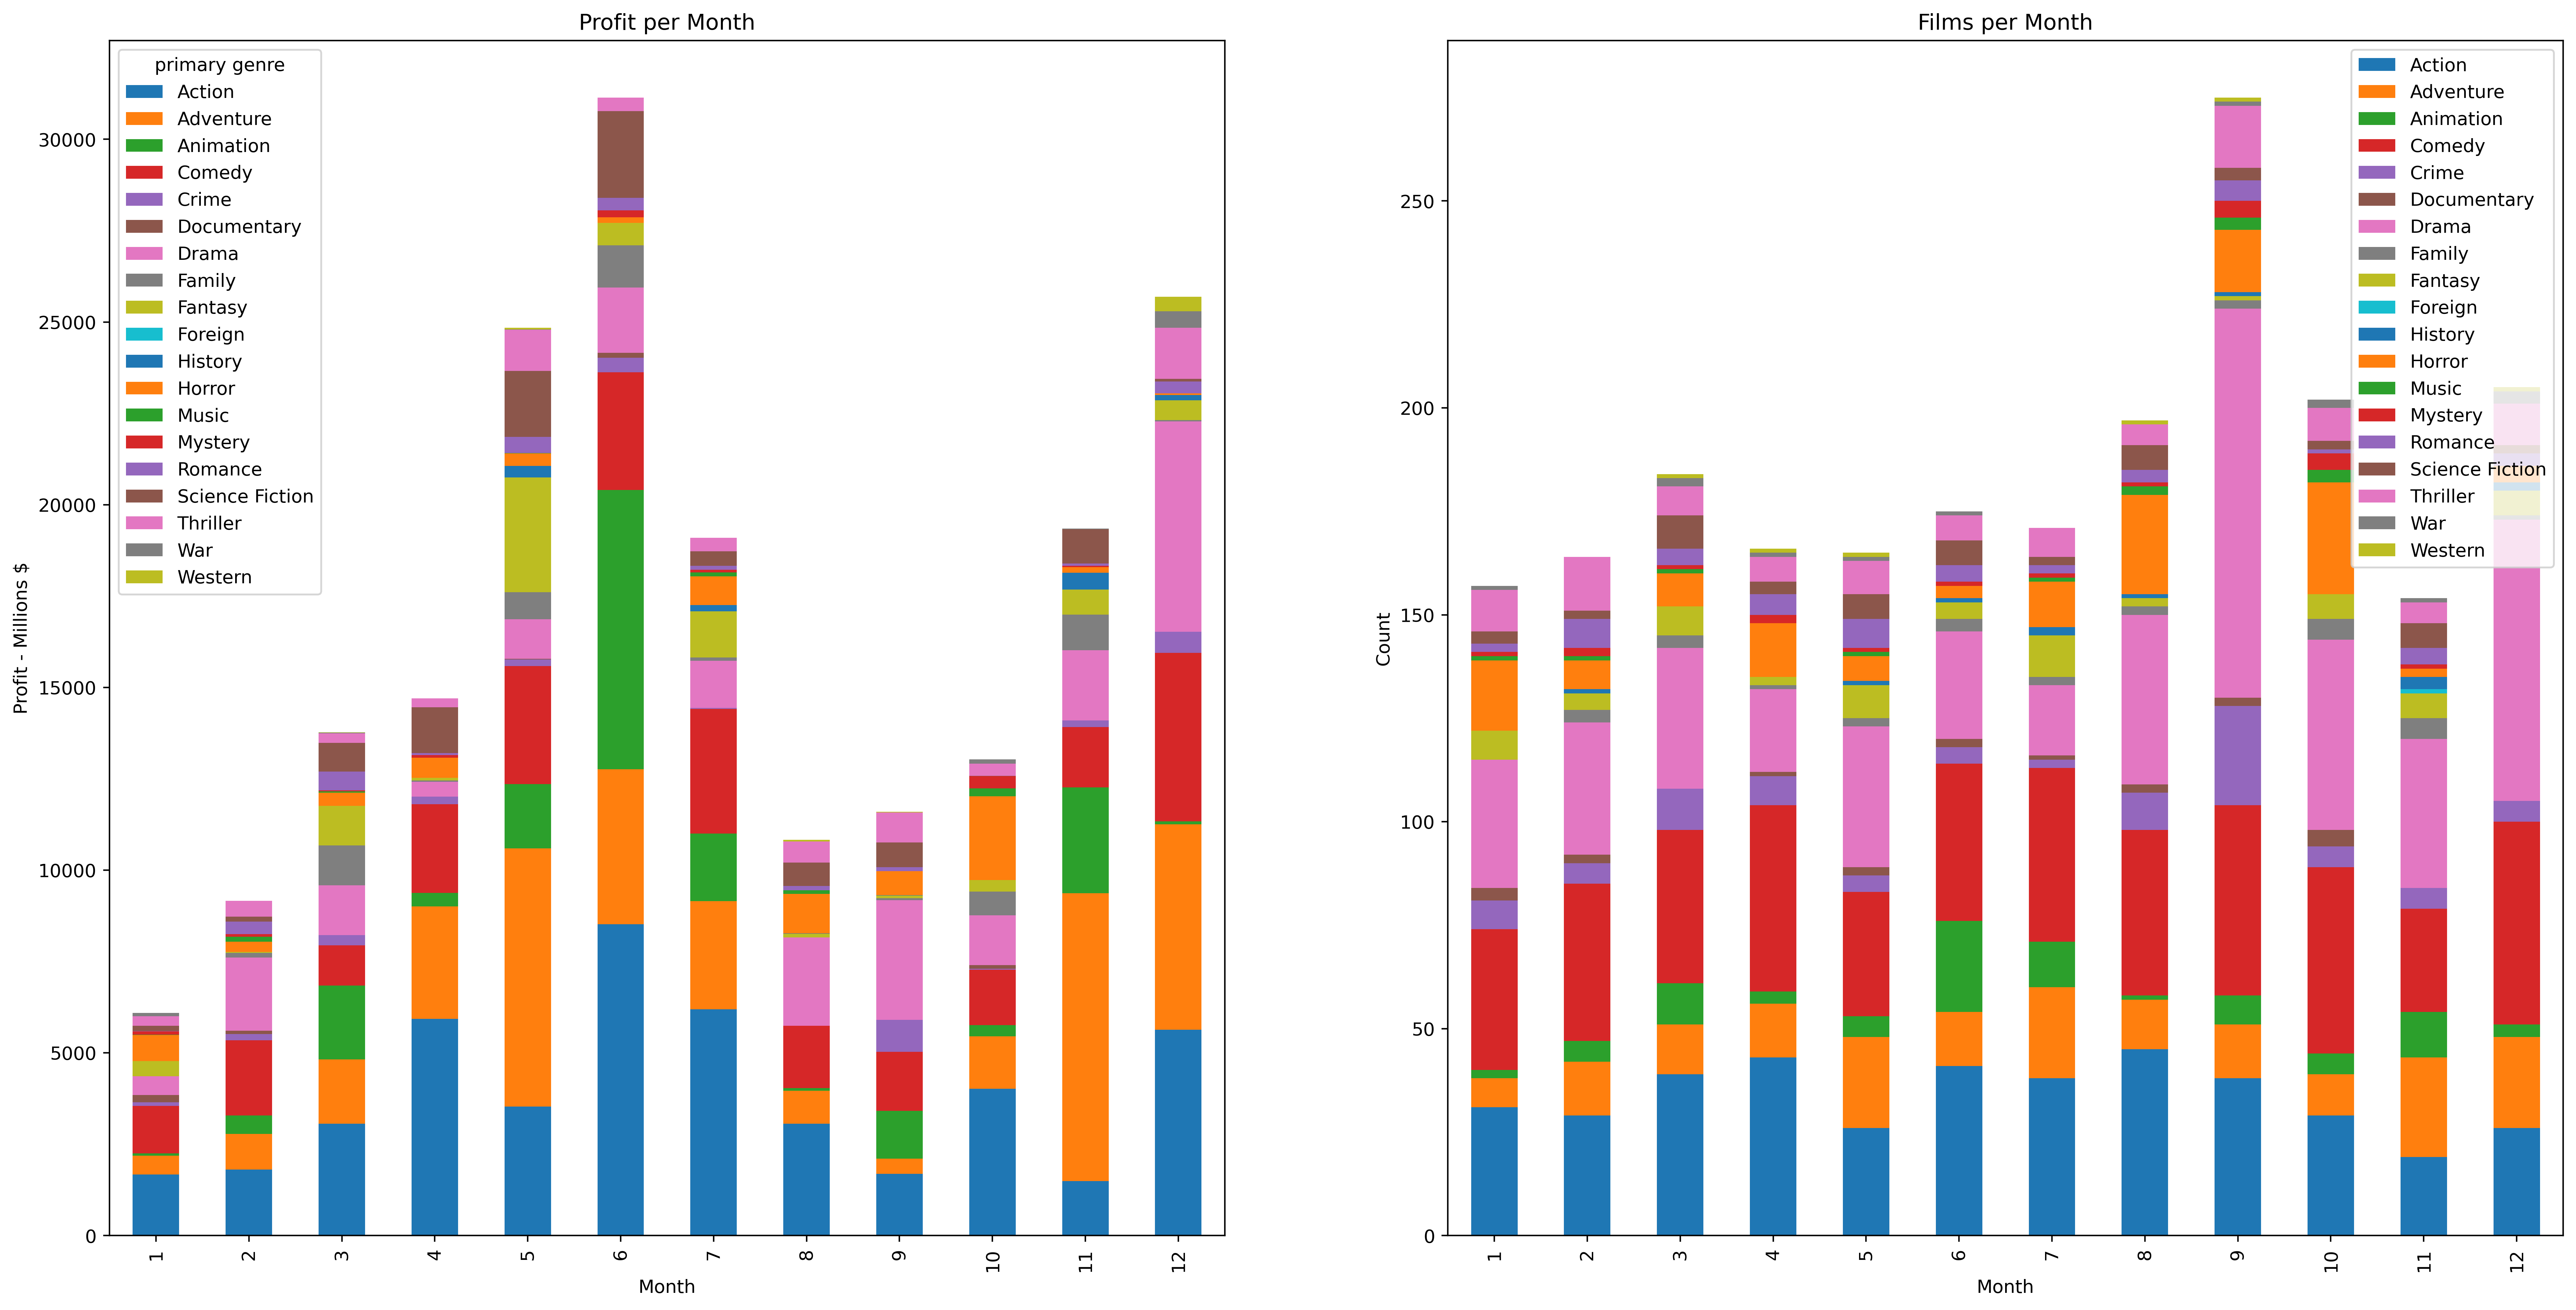 Profit per Month
primary genre
Action
Adventure
Animation
Comedy
Crime
Documentary
Drama
Family
Fantasy
Foreign
History
Horror
Music
Mystery
Romance
Science Fiction
Thriller
War
Western
Profit - Millions $
30000
25000
20000
15000
10000
5000
0
1 2 3 4 5 6 7 8 9 10 11 12
Month
Films per Month
Action
Adventure
Animation
Comedy
Crime
Documentary
Drama
Family
Fantasy
Foreign
History
Horror
Music
Mystery
Romance
Science Fiction
Thriller
War
Western
Count
250
200
150
100
50
0
1 2 3 4 5 6 7 8 9 10 11 12
Month